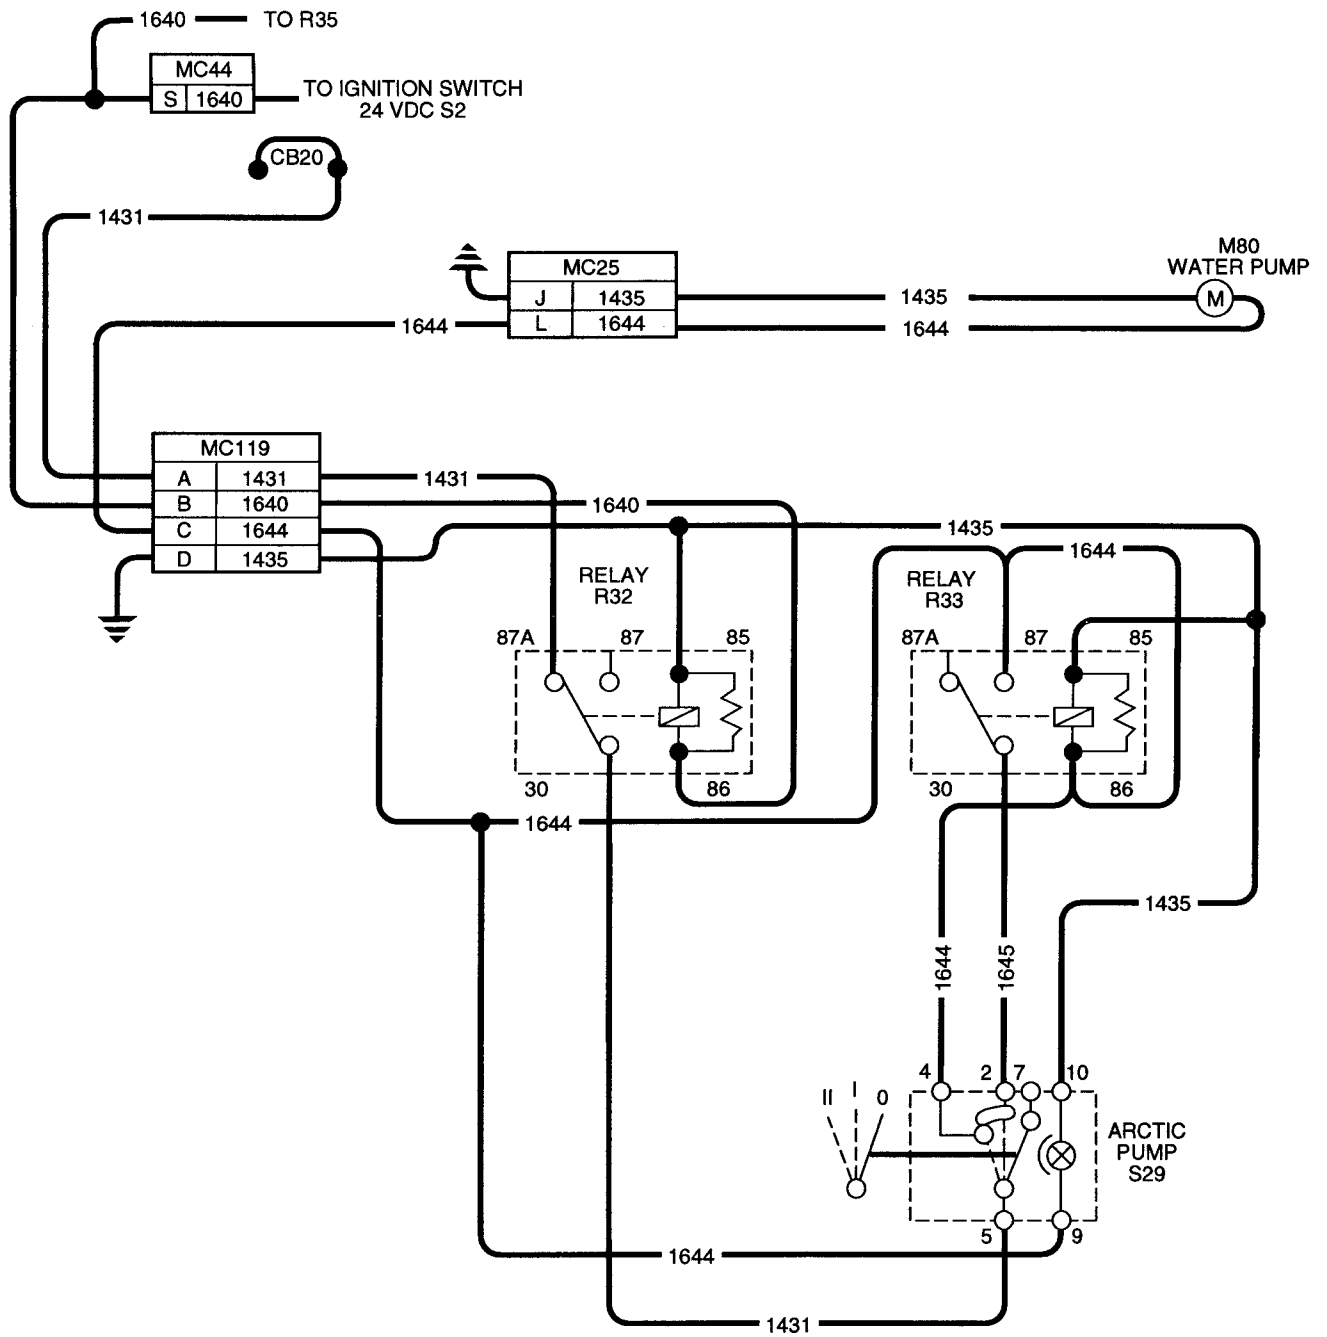 1640 TO R35
MC44
S 1640
TO IGNITION SWITCH
24 VDC S2
CB20
1431
M80
WATER PUMP
MC25
J 1435
L 1644
1435
M
1644
1644
MC119
A 1431
B 1640
C 1644
D 1435
1431
1640
1435
1644
RELAY
R32
RELAY
R33
87A 87 85
87A 87 85
30 86
30 86
1644
1435
1644
1645
4 2 7 10
II I 0
ARCTIC
PUMP
S29
5 9
1644
1431